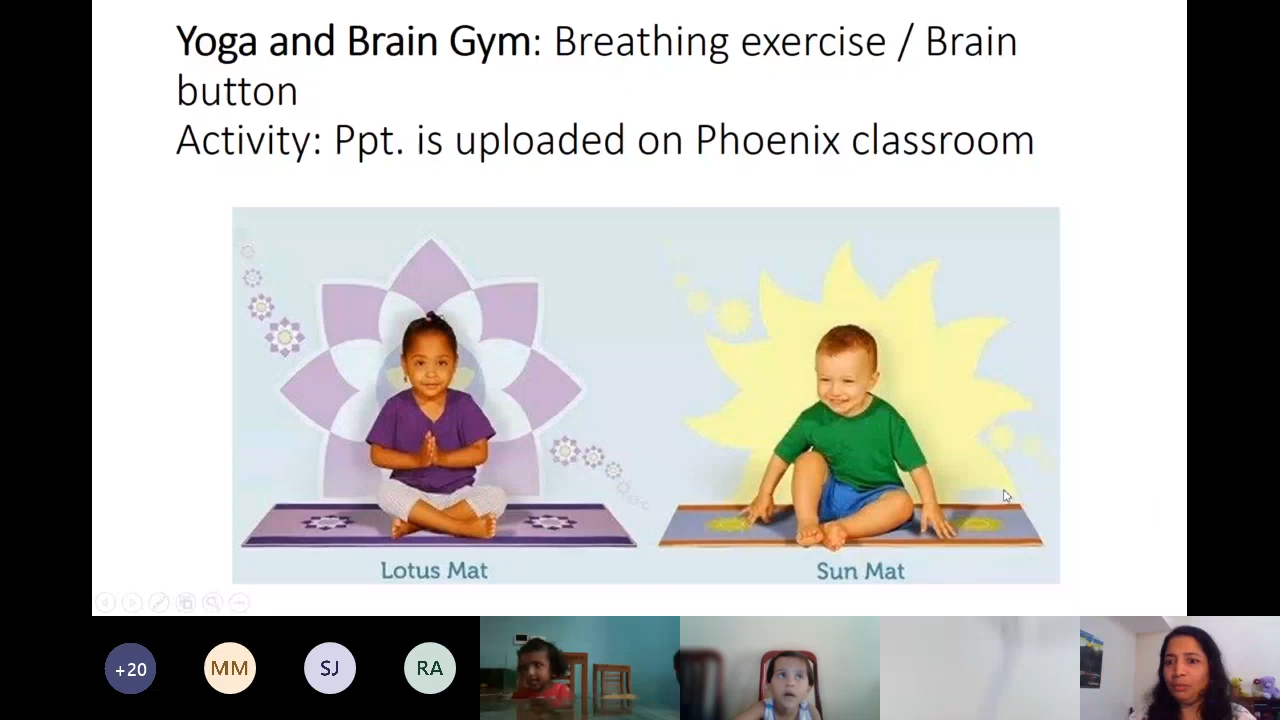 Yoga and Brain Gym: Breathing exercise / Brain
button
Activity: Ppt. is uploaded on Phoenix classroom
Lotus Mat
Sun Mat
+20
MM
SJ
RA